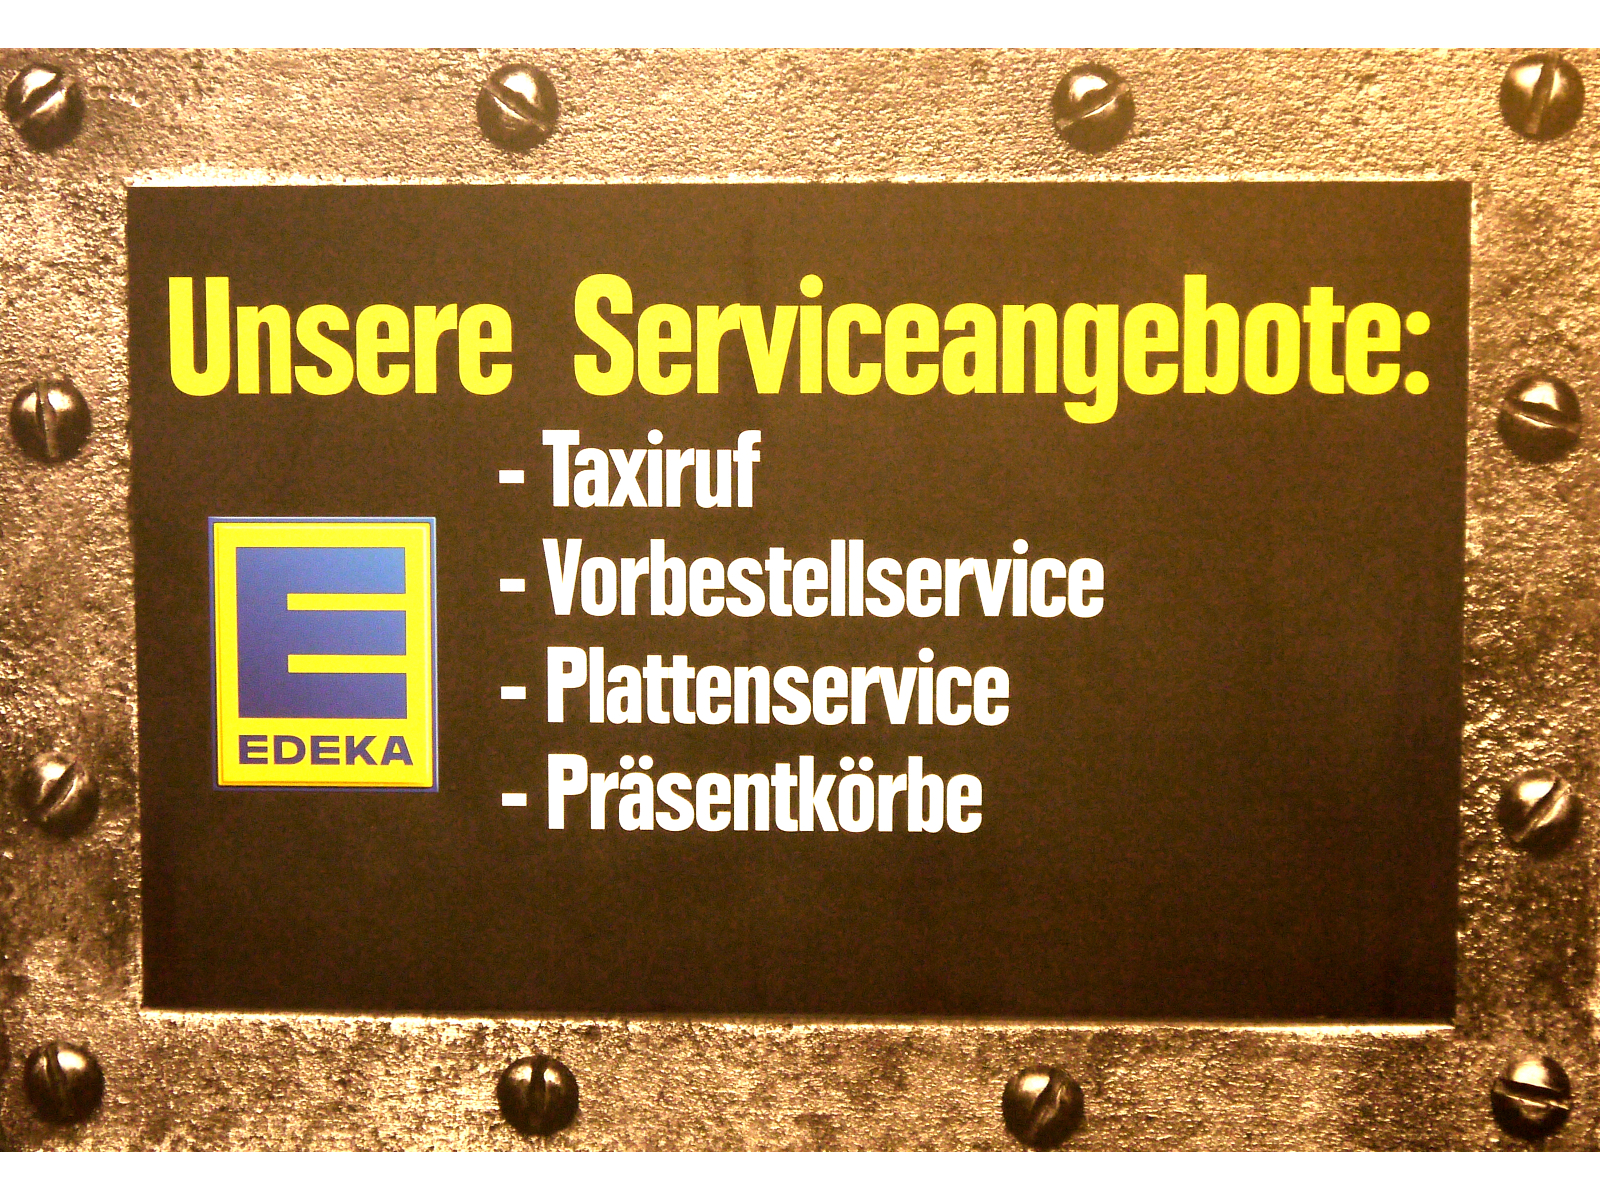 Unsere Serviceangebote:
- Taxiruf
- Vorbestellservice
- Plattenservice
- Präsentkörbe
E
EDEKA